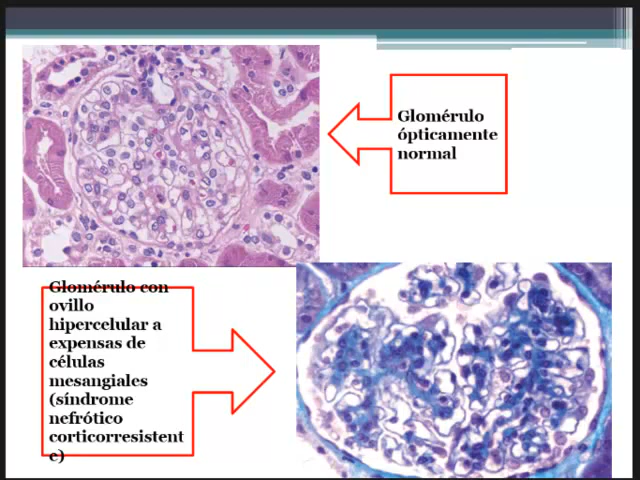 Glomérulo
ópticamente
normal
Glomérulo con
ovillo
hipercelular a
expensas de
células
mesangiales
(síndrome
nefrótico
corticorresistent
e)